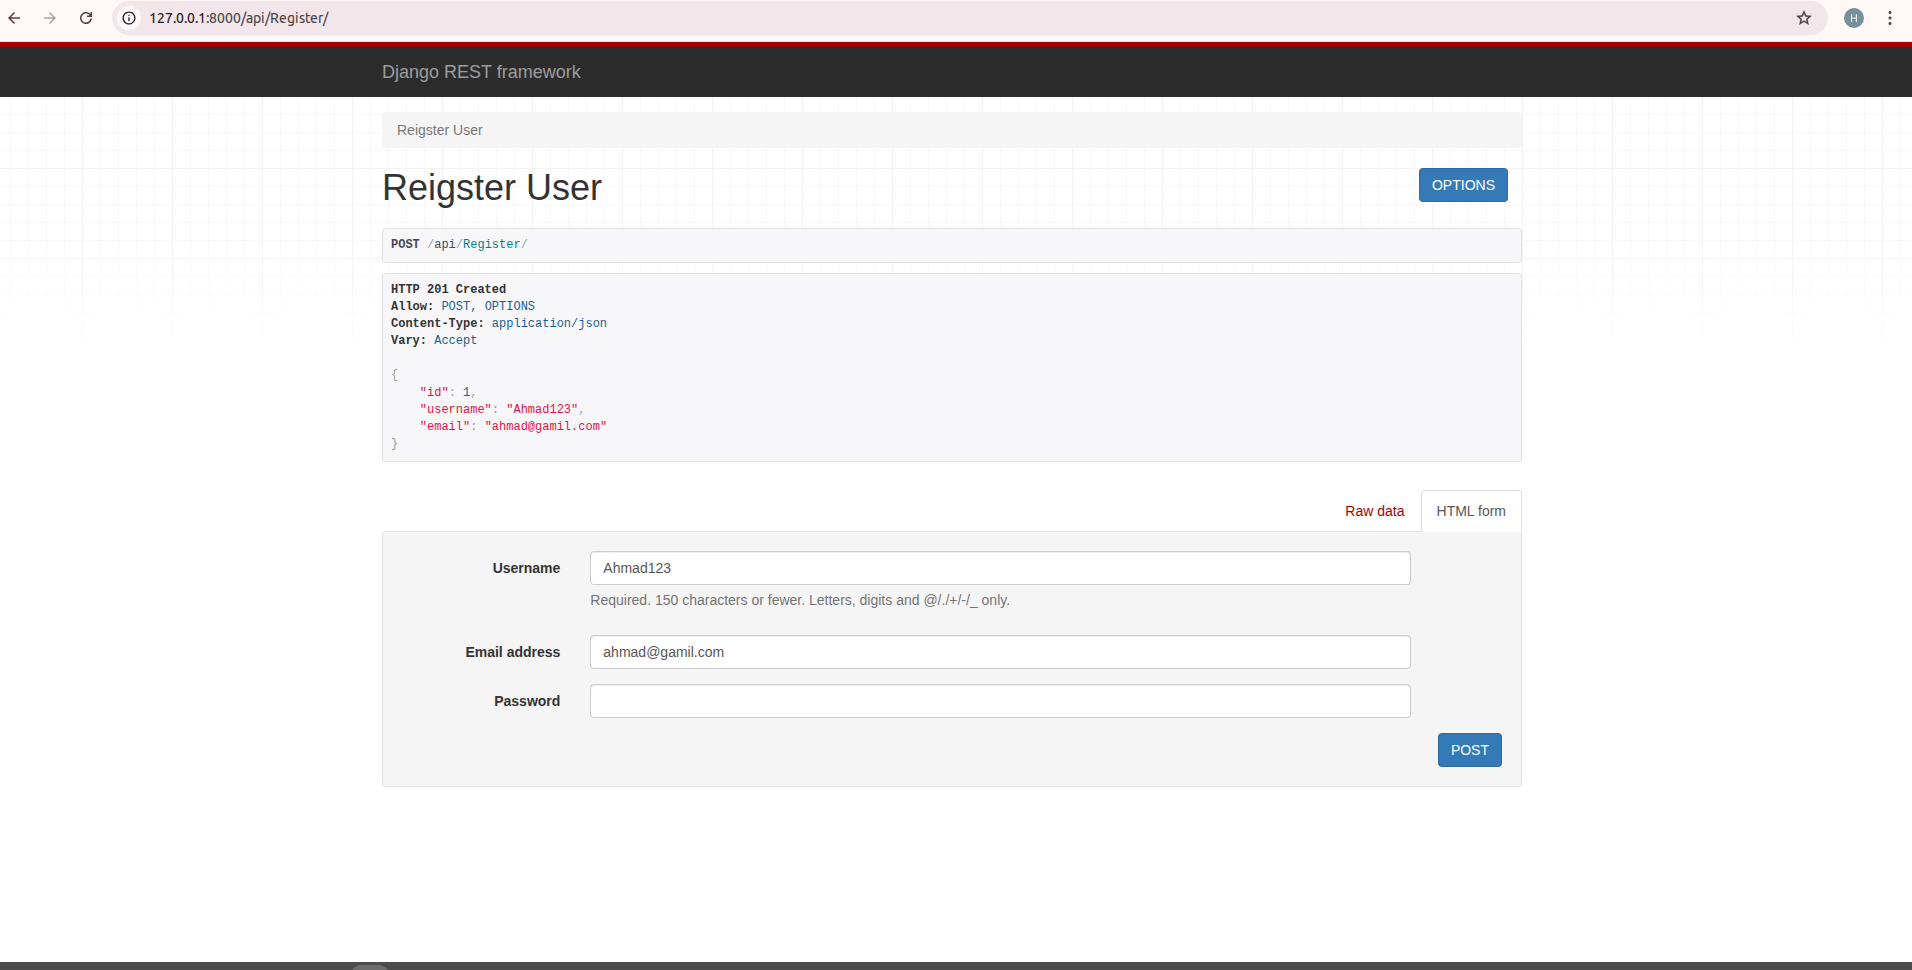 127.0.0.1:8000/api/Register/
H
Django REST framework
Reigster User
Reigster User
OPTIONS
POST /api/Register/
HTTP 201 Created
Allow: POST, OPTIONS
Content-Type: application/json
Vary: Accept
{
    "id": 1,
    "username": "Ahmad123",
    "email": "ahmad@gamil.com"
}
Raw data
HTML form
Username
Ahmad123
Required. 150 characters or fewer. Letters, digits and @/./+/-/_ only.
Email address
ahmad@gamil.com
Password
POST